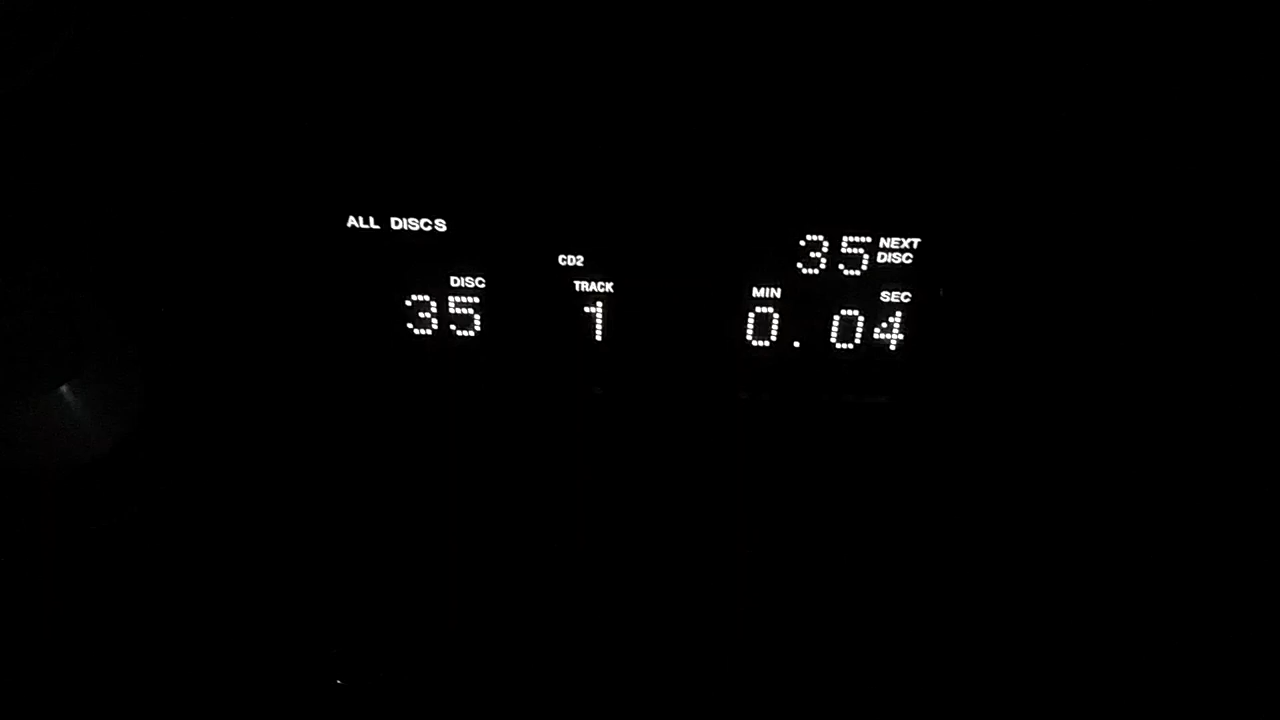 ALL DISCS
35 NEXT DISC
CD2
DISC TRACK MIN SEC
35 1 0.04